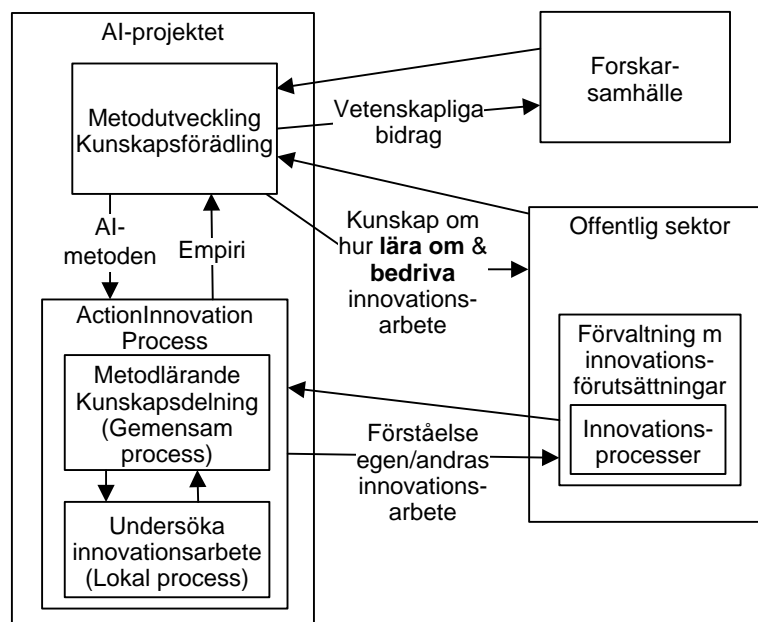 AI-projektet
Metodutveckling
Kunskapsförädling
Vetenskapliga
bidrag
Forskar-
samhälle
AI-
metoden
Empiri
Kunskap om
hur lära om &
bedriva
innovations-
arbete
Offentlig sektor
ActionInnovation
Process
Metodlärande
Kunskapsdelning
(Gemensam
process)
Undersöka
innovationsarbete
(Lokal process)
Förståelse
egen/andras
innovations-
arbete
Förvaltning m
innovations-
förutsättningar
Innovations-
processer